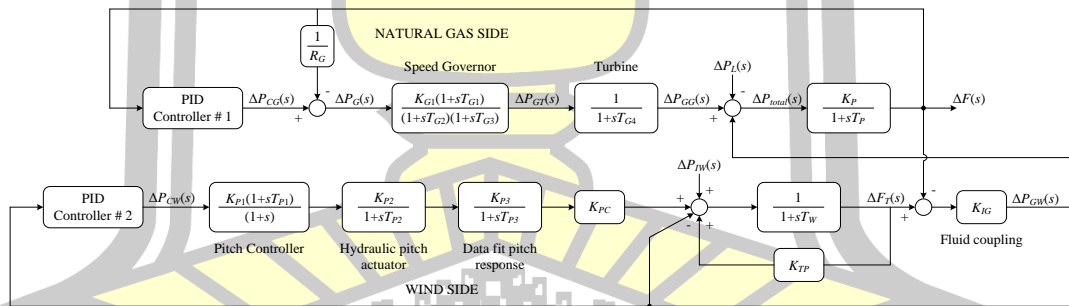 NATURAL GAS SIDE
1
R_G
-
Speed Governor
Turbine
ΔP_L(s)
-
PID
Controller # 1
ΔP_CG(s)
+
ΔP_G(s)
K_G1(1+sT_G1)
(1+sT_G2)(1+sT_G3)
ΔP_GT(s)
1
1+sT_G4
ΔP_GG(s)
+
ΔP_total(s)
K_P
1+sT_P
ΔF(s)
+
PID
Controller # 2
ΔP_CW(s)
K_P1(1+sT_P1)
(1+s)
K_P2
1+sT_P2
K_P3
1+sT_P3
K_PC
ΔP_IW(s)
+
+
-
+
1
1+sT_W
ΔF_T(s)
+
-
K_IG
ΔP_GW(s)
K_TP
Pitch Controller
Hydraulic pitch
actuator
Data fit pitch
response
Fluid coupling
WIND SIDE